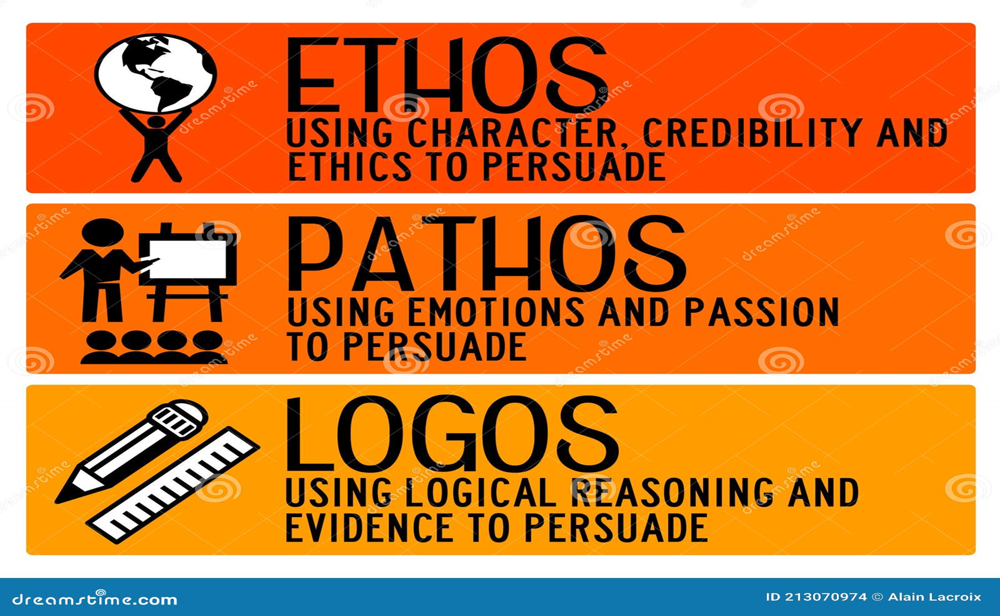 ETHOS
USING CHARACTER, CREDIBILITY AND
ETHICS TO PERSUADE
PATHOS
USING EMOTIONS AND PASSION
TO PERSUADE
LOGOS
USING LOGICAL REASONING AND
EVIDENCE TO PERSUADE
dreamstime
dreamstime.com
ID 213070974 © Alain Lacroix